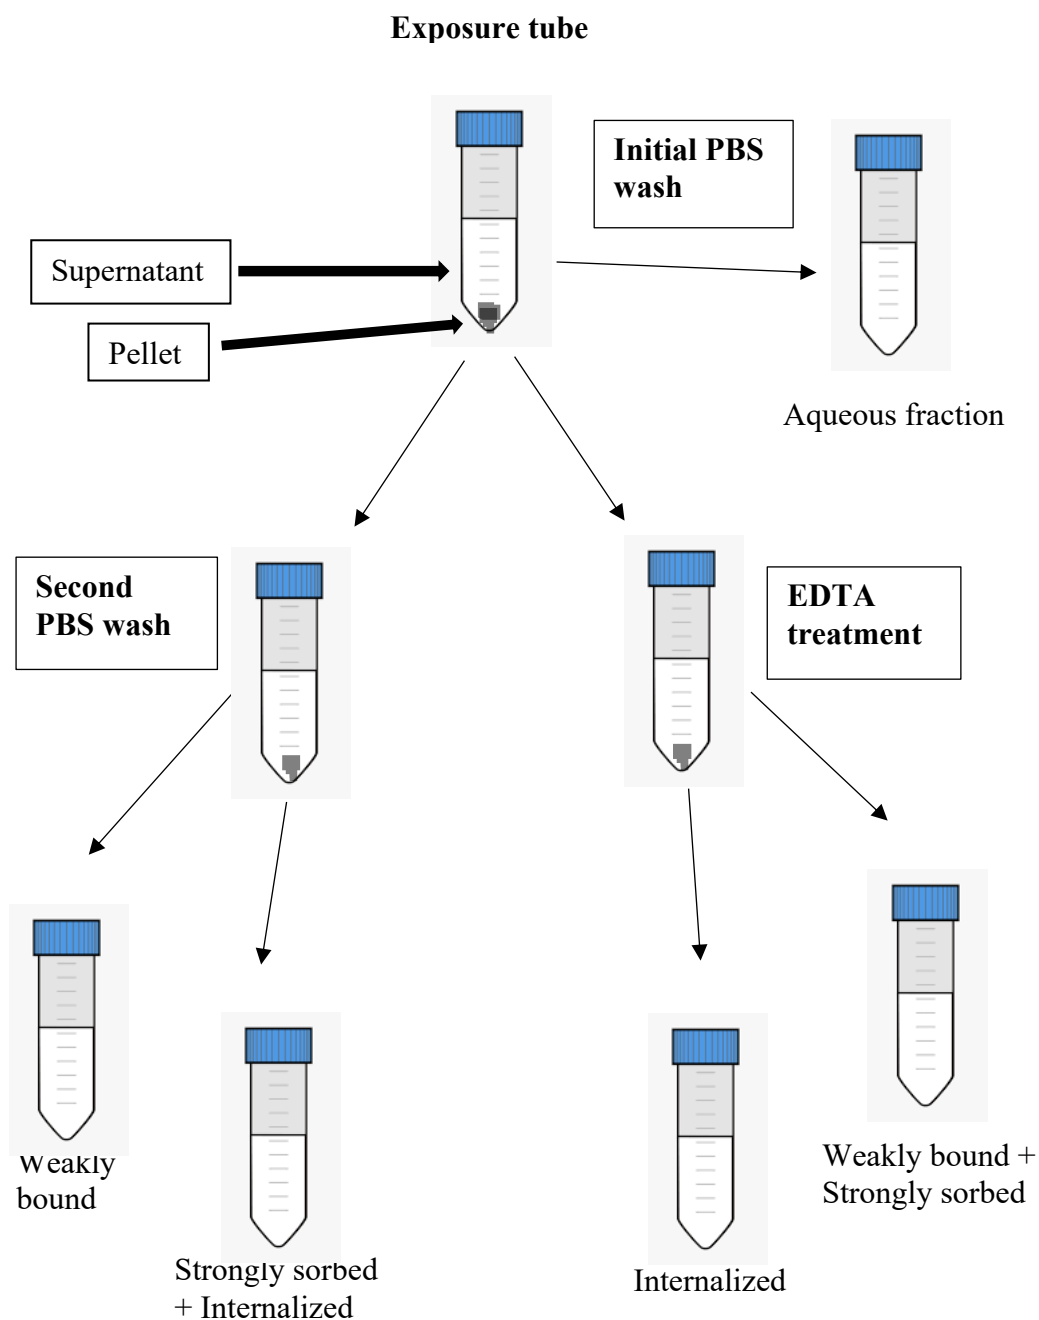 Exposure tube
Initial PBS
wash
Supernatant
Pellet
Aqueous fraction
Second
PBS wash
EDTA
treatment
Weakly
bound
Strongly sorbed
+ Internalized
Internalized
Weakly bound +
Strongly sorbed